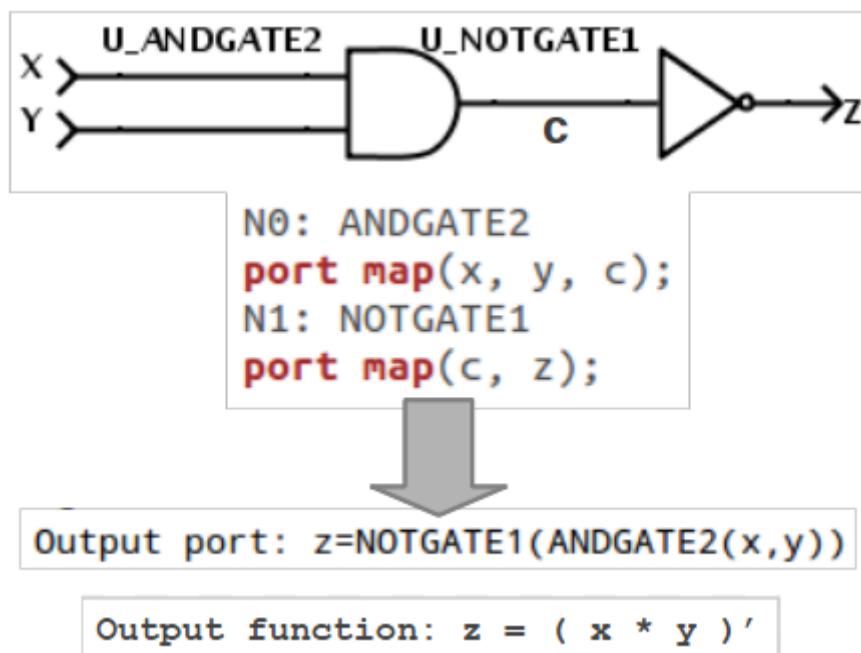 U_ANDGATE2 U_NOTGATE1
X
Y
C
Z
N0: ANDGATE2
port map(x, y, c);
N1: NOTGATE1
port map(c, z);
Output port: z=NOTGATE1(ANDGATE2(x,y))
Output function: z = ( x * y )′